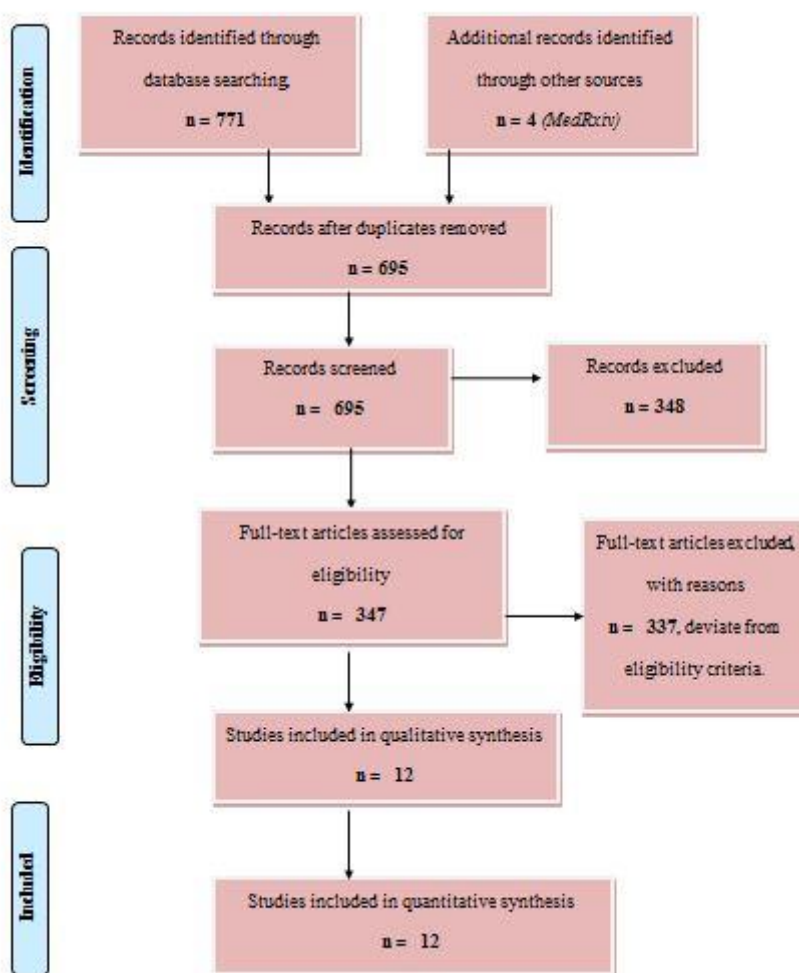 Identification
Records identified through
database searching,
n = 771
Additional records identified
through other sources
n = 4 (MedRxiv)
Records after duplicates removed
n = 695
Screening
Records screened
n = 695
Records excluded
n = 348
Eligibility
Full-text articles assessed for
eligibility
n = 347
Full-text articles excluded,
with reasons
n = 337, deviate from
eligibility criteria.
Studies included in qualitative synthesis
n = 12
Included
Studies included in quantitative synthesis
n = 12